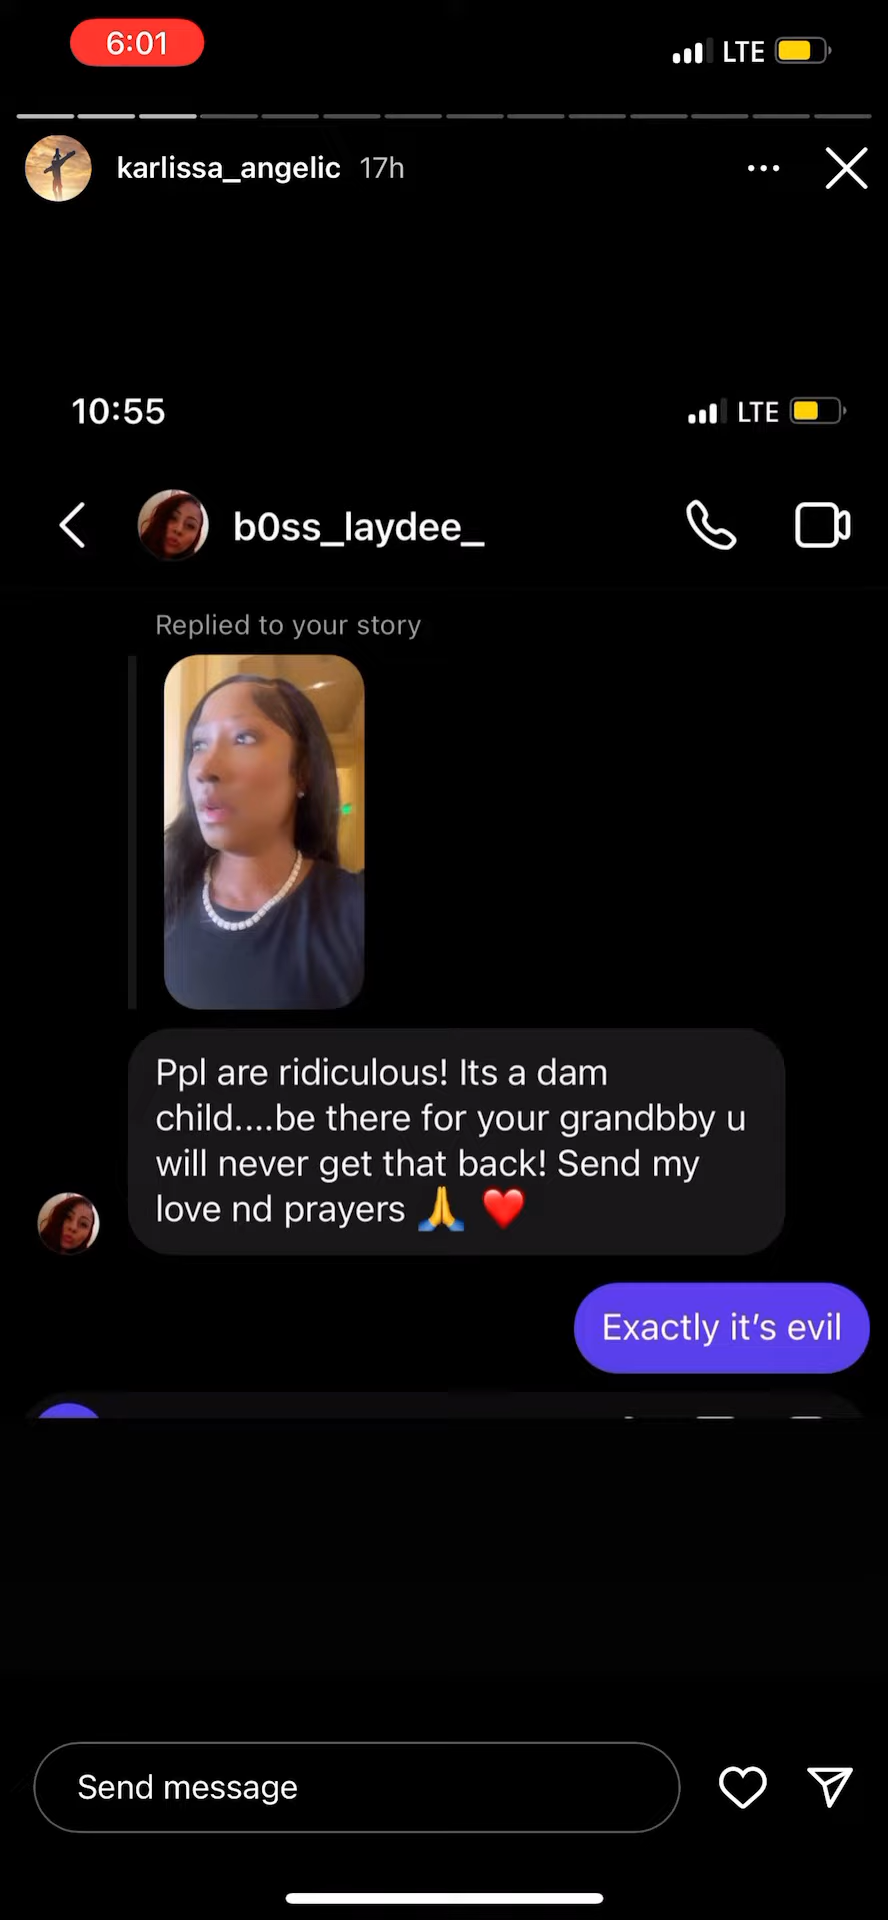 6:01
LTE
karlissa_angelic 17h
10:55
LTE
b0ss_laydee_
Replied to your story
Ppl are ridiculous! Its a dam
child....be there for your grandbby u
will never get that back! Send my
love nd prayers 🙏 ❤️
Exactly it's evil
Send message